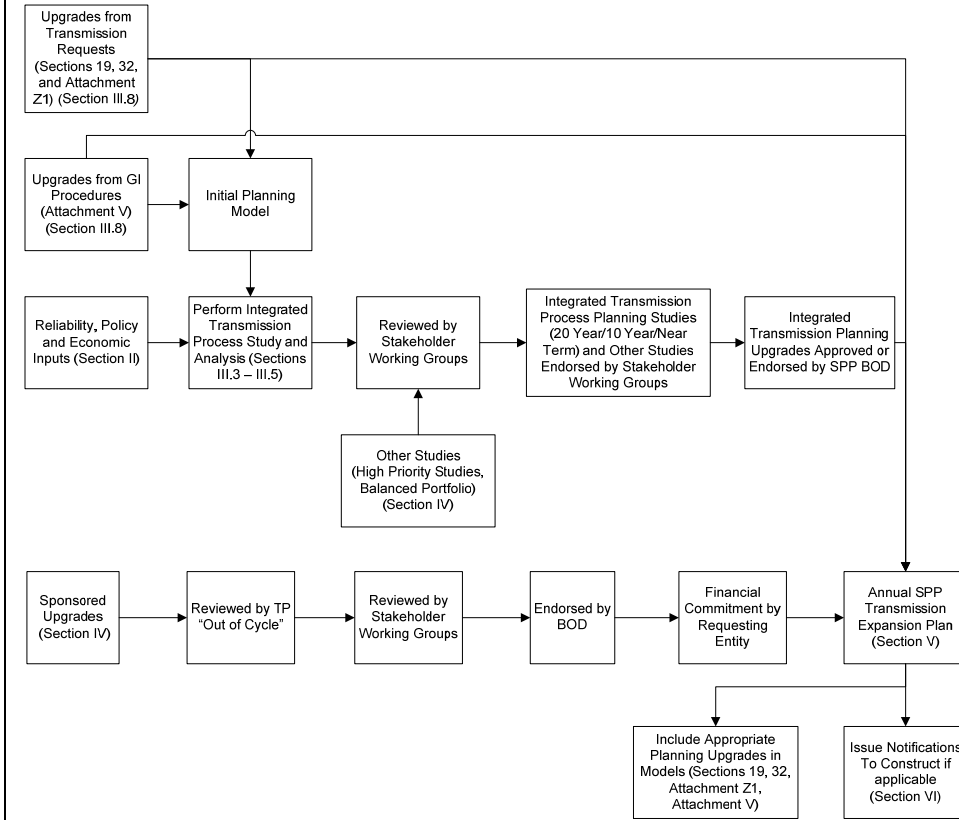 Upgrades from
Transmission
Requests
(Sections 19, 32,
and Attachment
Z1) (Section III.8)
Upgrades from GI
Procedures
(Attachment V)
(Section III.8)
Initial Planning
Model
Reliability, Policy
and Economic
Inputs (Section II)
Perform Integrated
Transmission
Process Study and
Analysis (Sections
III.3 – III.5)
Reviewed by
Stakeholder
Working Groups
Integrated Transmission
Process Planning Studies
(20 Year/10 Year/Near
Term) and Other Studies
Endorsed by Stakeholder
Working Groups
Integrated
Transmission Planning
Upgrades Approved or
Endorsed by SPP BOD
Other Studies
(High Priority Studies,
Balanced Portfolio)
(Section IV)
Sponsored
Upgrades
(Section IV)
Reviewed by TP
“Out of Cycle”
Reviewed by
Stakeholder
Working Groups
Endorsed by
BOD
Financial
Commitment by
Requesting
Entity
Annual SPP
Transmission
Expansion Plan
(Section V)
Include Appropriate
Planning Upgrades in
Models (Sections 19, 32,
Attachment Z1,
Attachment V)
Issue Notifications
To Construct if
applicable
(Section VI)